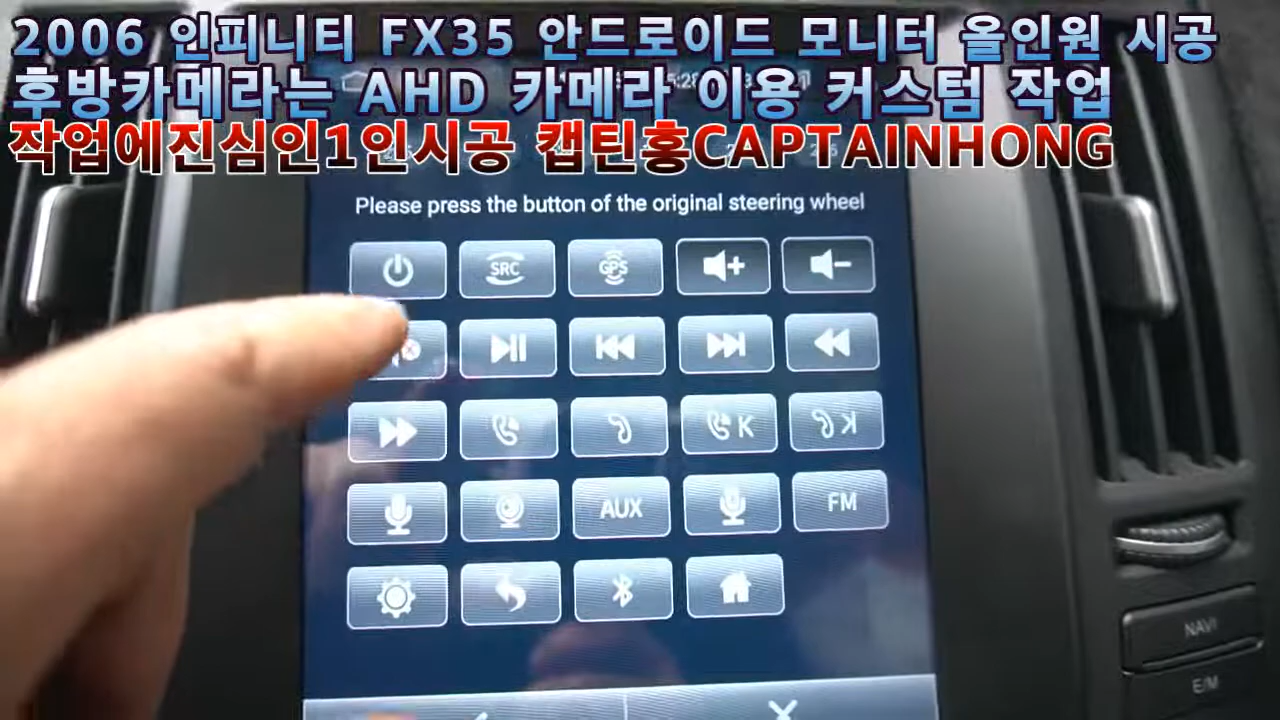 2006 인피니티 FX35 안드로이드 모니터 올인원 시공
후방카메라는 AHD 카메라 이용 커스텀 작업
작업에진심인1인시공 캡틴홍CAPTAINHONG
Please press the button of the original steering wheel
SRC GPS
K K
AUX FM
NAVI
E/M